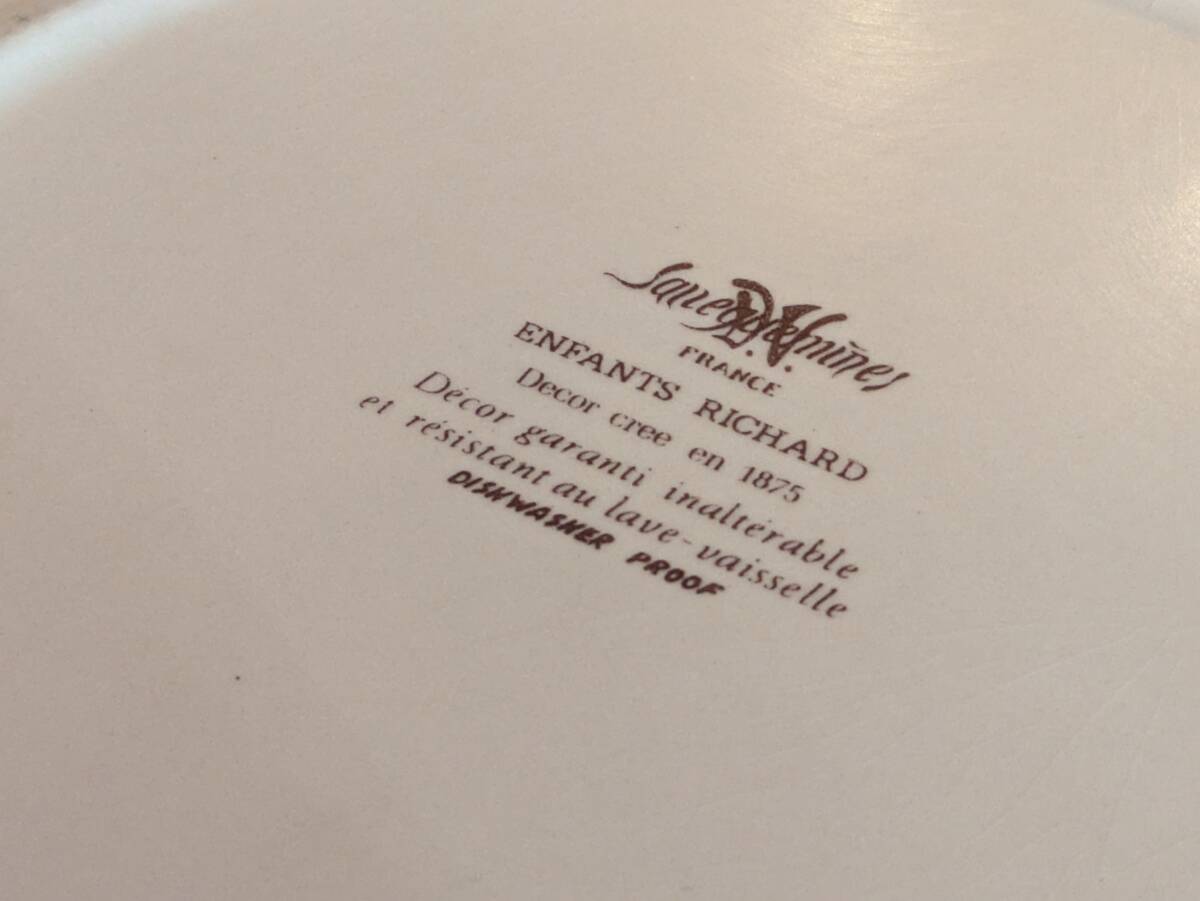 Sarreguemines
D.V.
FRANCE
ENFANTS RICHARD
Decor cree en 1875
Décor garanti inaltérable
et résistant au lave-vaisselle
DISHWASHER PROOF